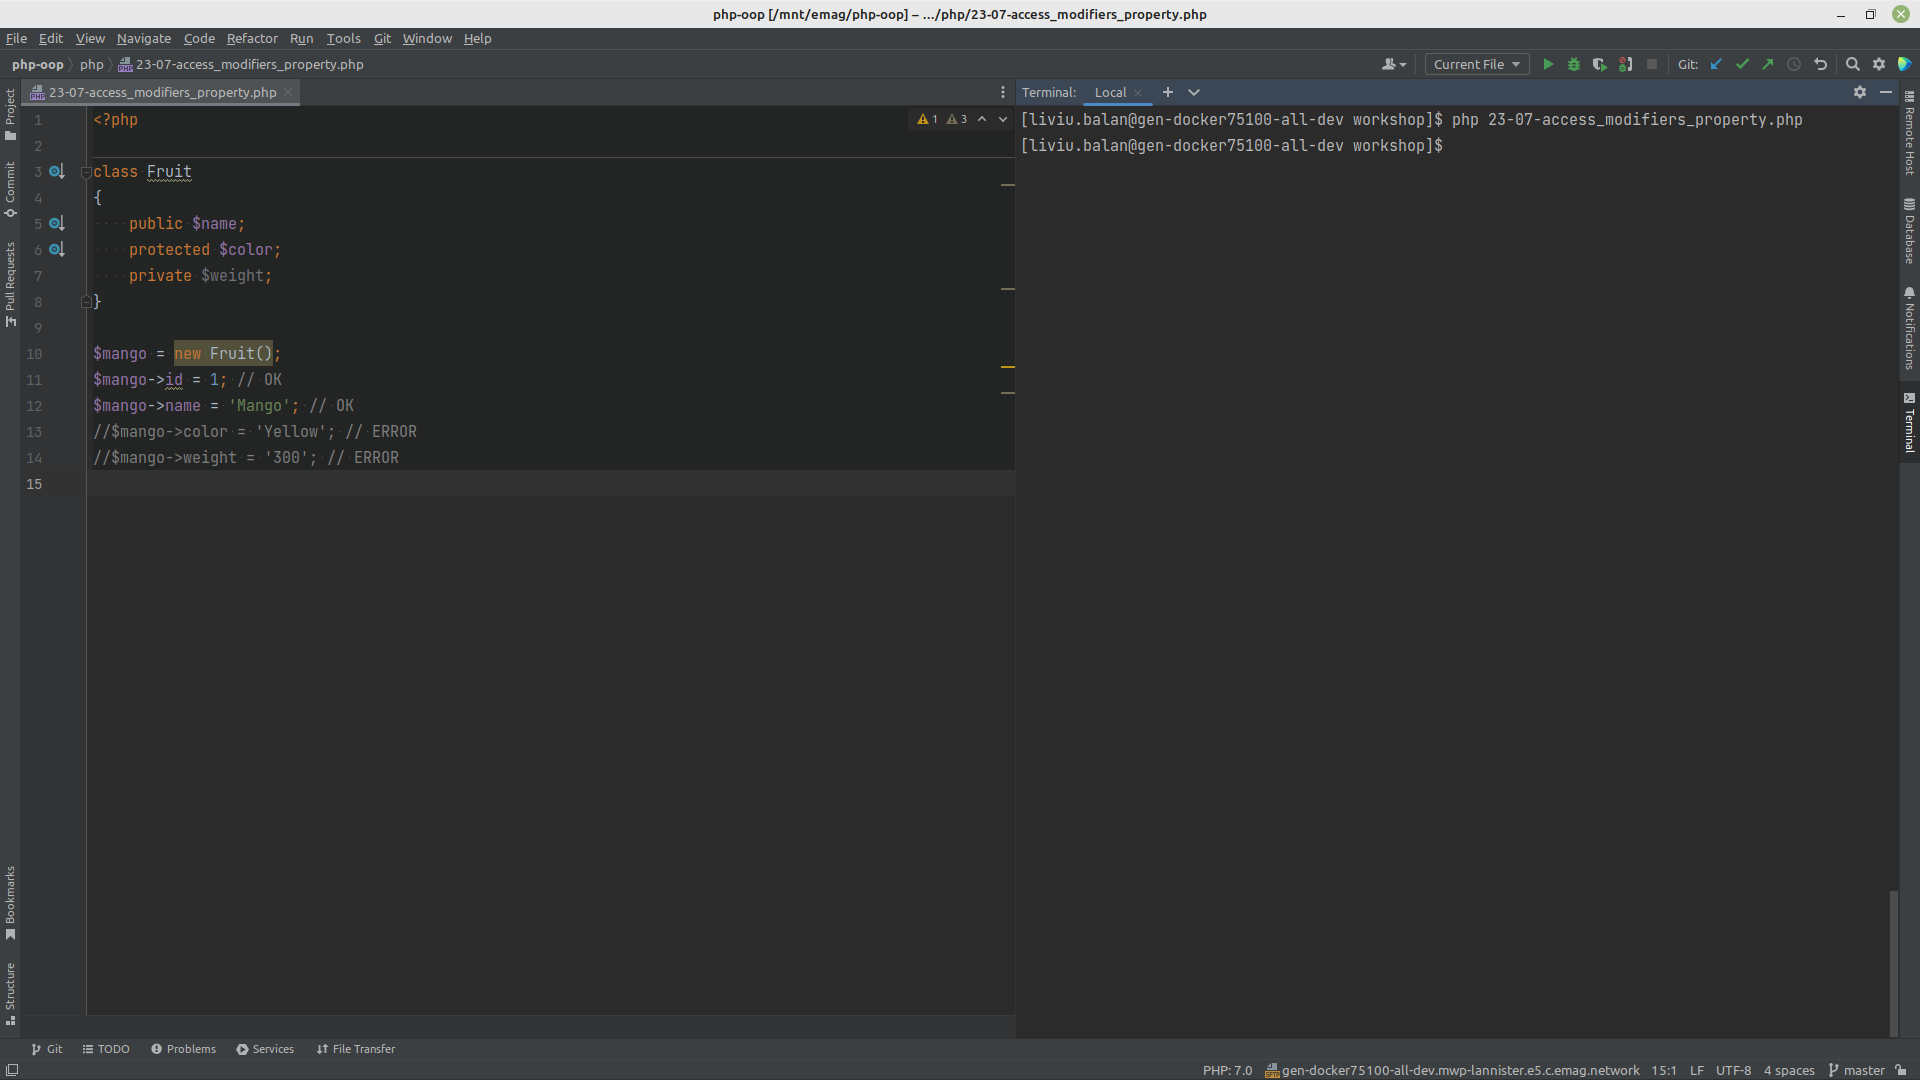 php-oop [/mnt/emag/php-oop] – .../php/23-07-access_modifiers_property.php
File Edit View Navigate Code Refactor Run Tools Git Window Help
php-oop php 23-07-access_modifiers_property.php Current File Git:
23-07-access_modifiers_property.php
1 <?php
2
3 class Fruit
4 {
5 public $name;
6 protected $color;
7 private $weight;
8 }
9
10 $mango = new Fruit();
11 $mango->id = 1; // OK
12 $mango->name = 'Mango'; // OK
13 //$mango->color = 'Yellow'; // ERROR
14 //$mango->weight = '300'; // ERROR
15
1 3
Terminal: Local
[liviu.balan@gen-docker75100-all-dev workshop]$ php 23-07-access_modifiers_property.php
[liviu.balan@gen-docker75100-all-dev workshop]$
Project
Commit
Pull Requests
Bookmarks
Structure
Remote Host
Database
Notifications
Terminal
Git TODO Problems Services File Transfer
PHP: 7.0 gen-docker75100-all-dev.mwp-lannister.e5.c.emag.network 15:1 LF UTF-8 4 spaces master